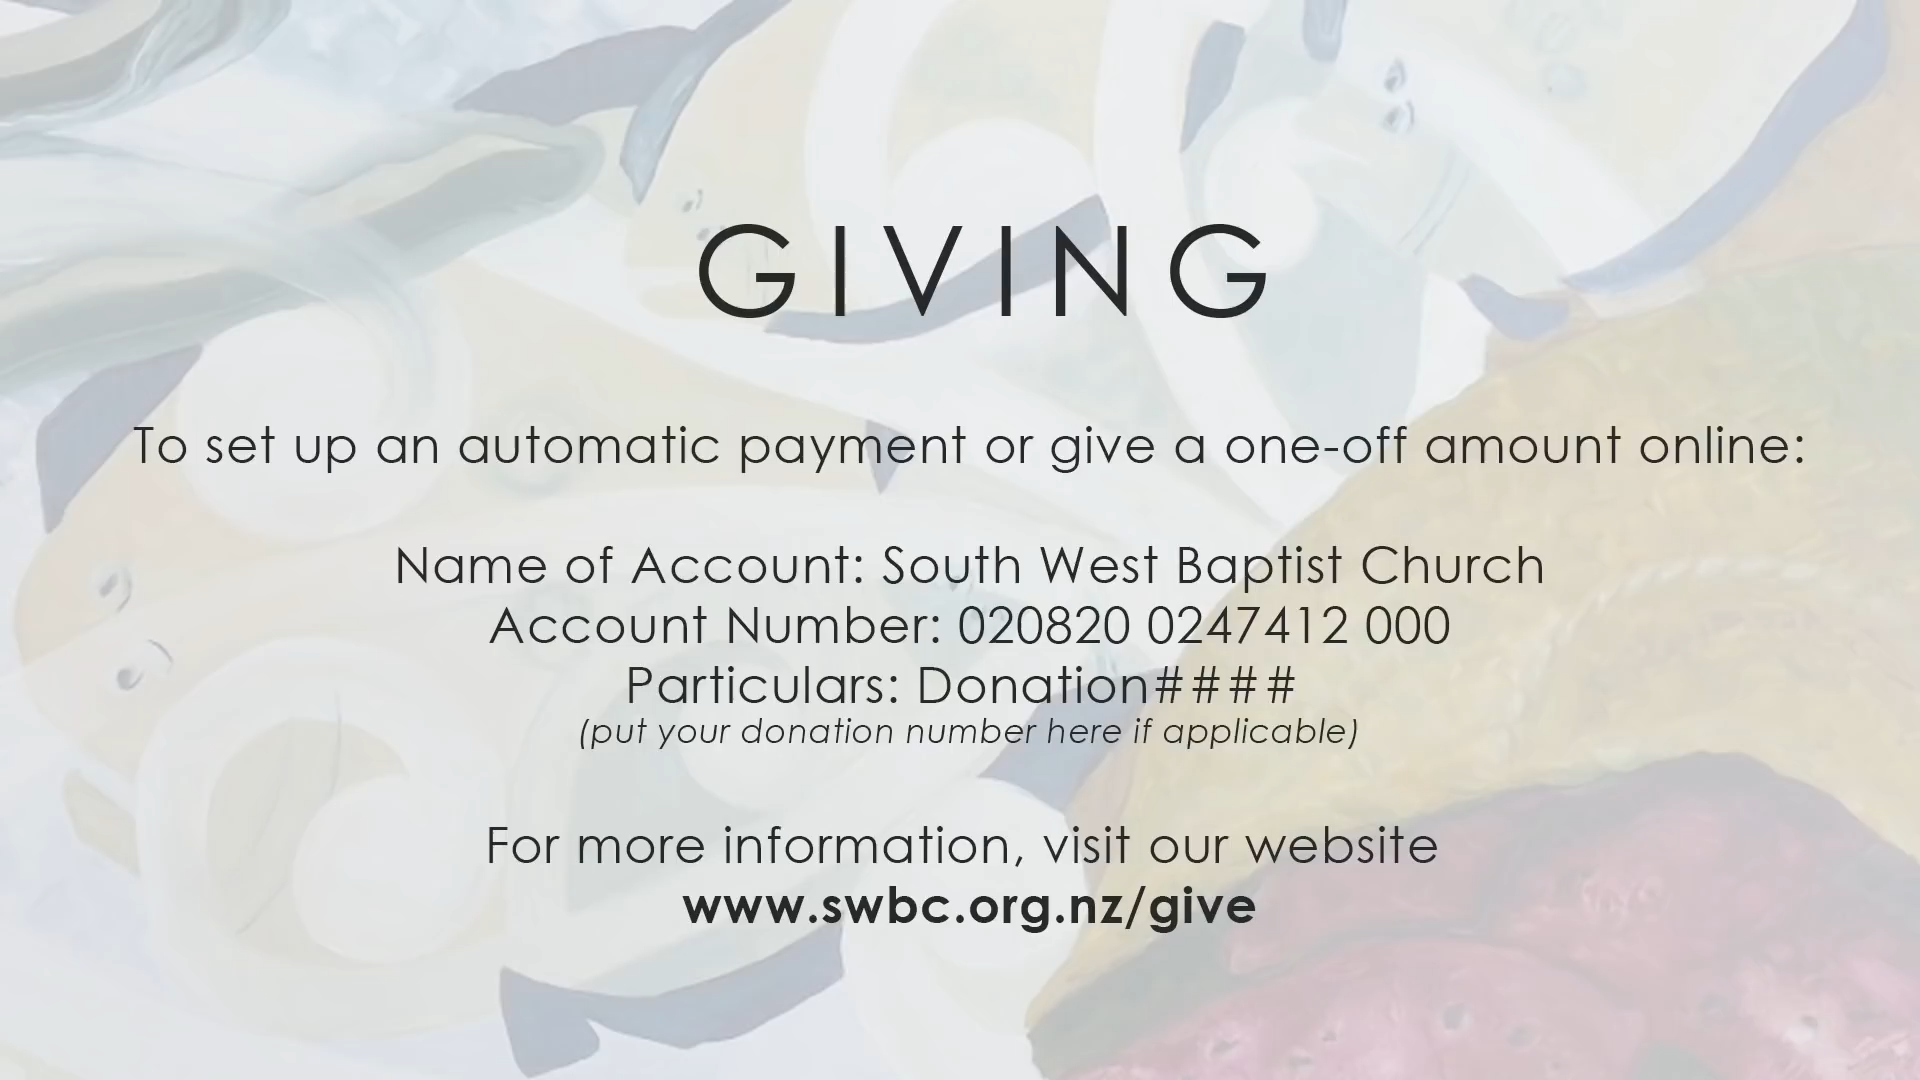 GIVING
To set up an automatic payment or give a one-off amount online:
Name of Account: South West Baptist Church
Account Number: 020820 0247412 000
Particulars: Donation####
(put your donation number here if applicable)
For more information, visit our website
www.swbc.org.nz/give